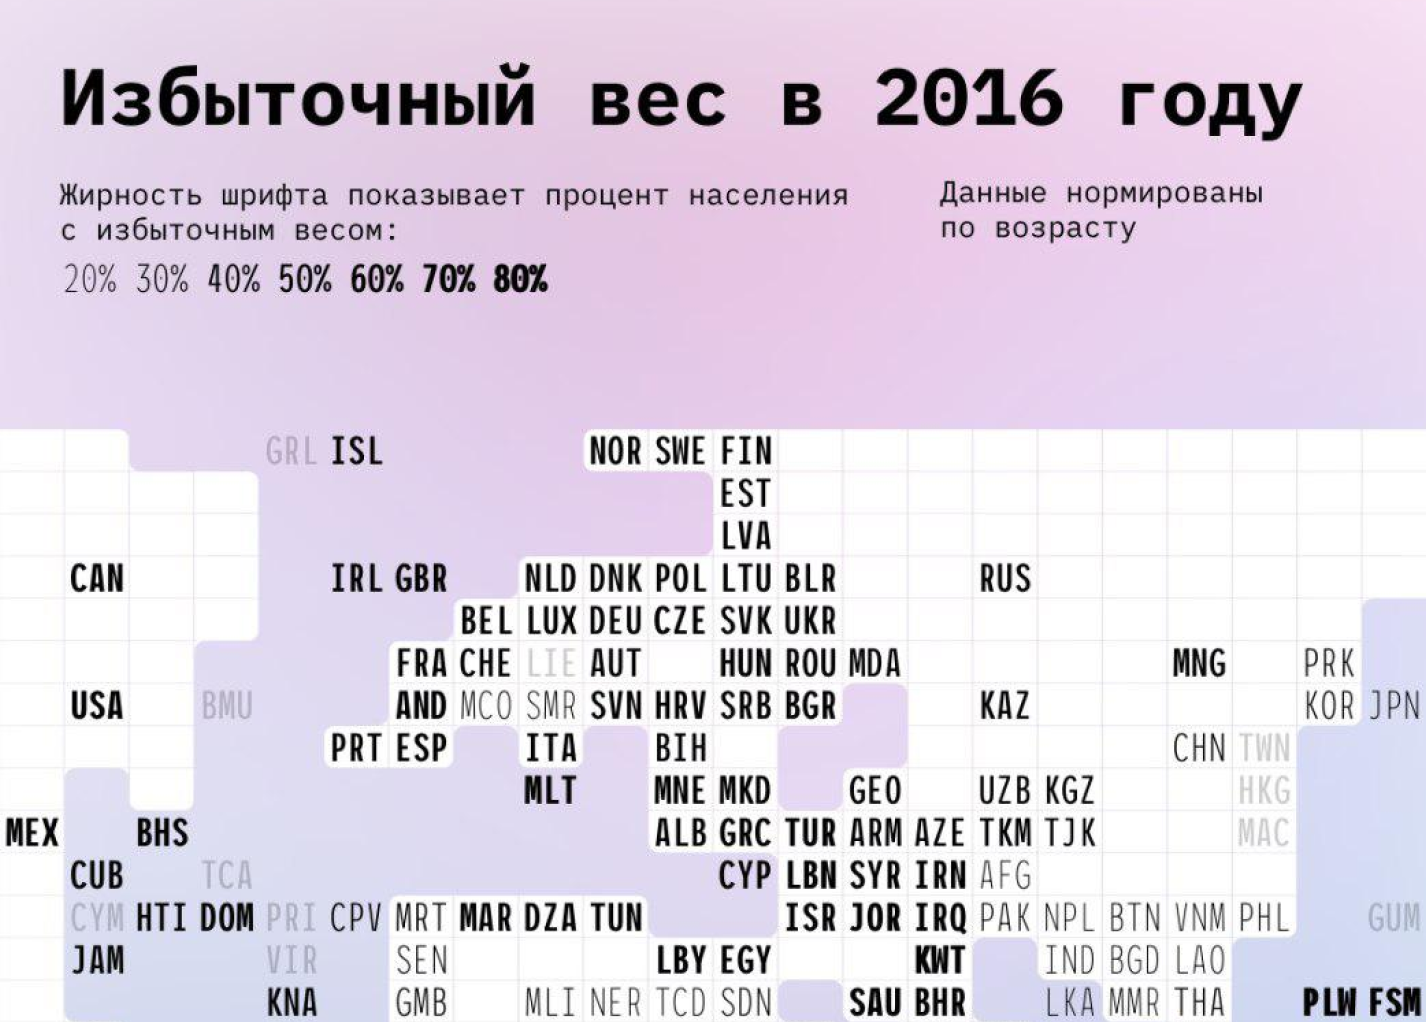 Избыточный вес в 2016 году
Жирность шрифта показывает процент населения
с избыточным весом:
20% 30% 40% 50% 60% 70% 80%
Данные нормированы
по возрасту
GRL ISL NOR SWE FIN
EST
LVA
CAN IRL GBR NLD DNK POL LTU BLR RUS
BEL LUX DEU CZE SVK UKR
FRA CHE LIE AUT HUN ROU MDA MNG PRK
USA BMU AND MCO SMR SVN HRV SRB BGR KAZ KOR JPN
PRT ESP ITA BIH CHN TWN
MLT MNE MKD GEO UZB KGZ HKG
MEX BHS ALB GRC TUR ARM AZE TKM TJK MAC
CUB TCA CYP LBN SYR IRN AFG
CYM HTI DOM PRI CPV MRT MAR DZA TUN ISR JOR IRQ PAK NPL BTN VNM PHL GUM
JAM VIR SEN LBY EGY KWT IND BGD LAO
KNA GMB MLI NER TCD SDN SAU BHR LKA MMR THA PLW FSM